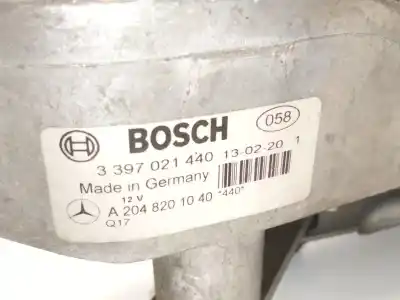 BOSCH 058
3 397 021 440 13-02-20 1
Made in Germany
12 V
A 204 820 10 40 "440"
Q17